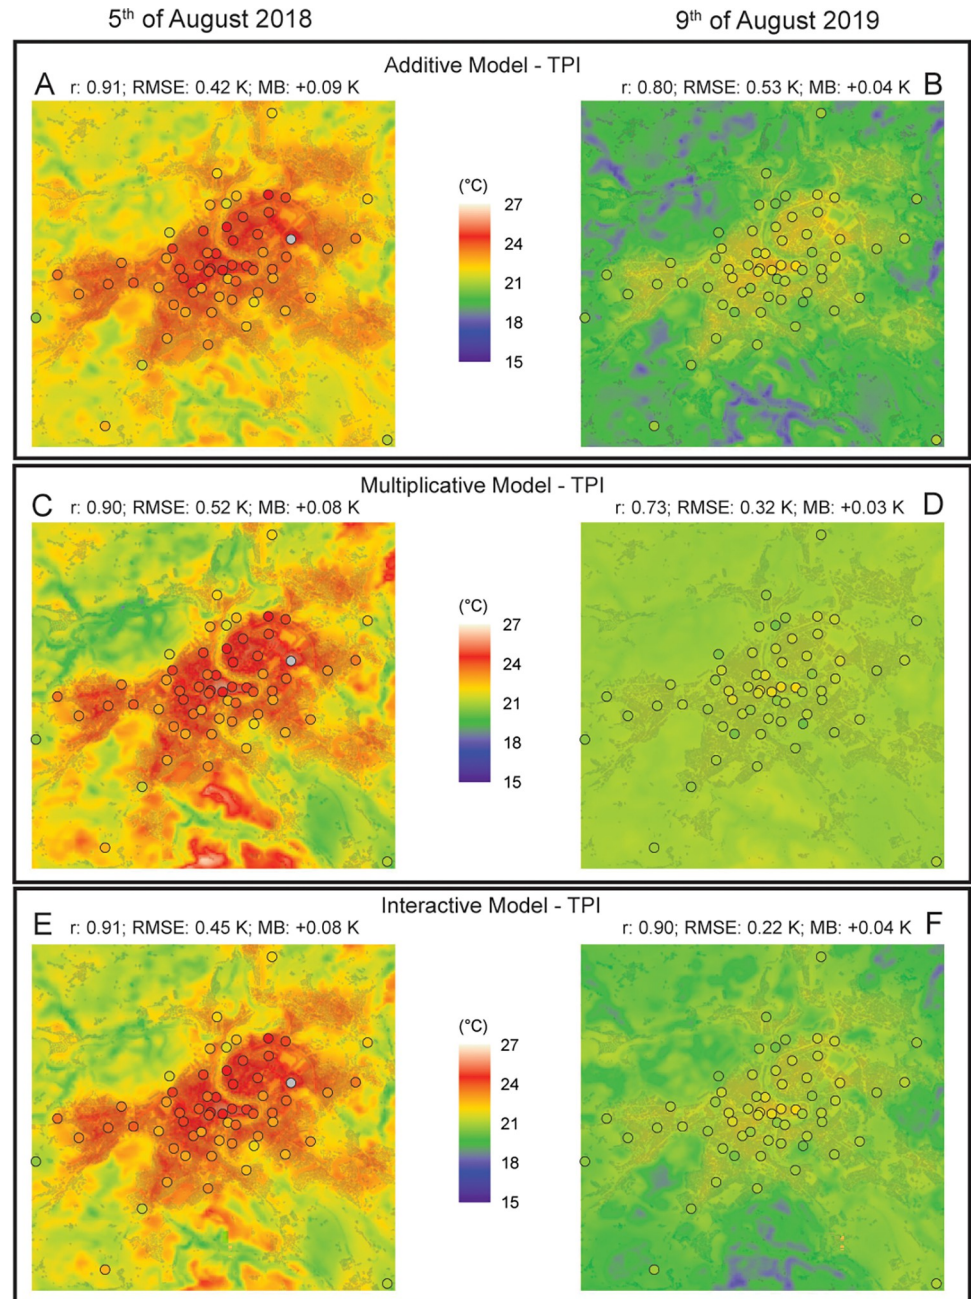 5th of August 2018
9th of August 2019
Additive Model - TPI
A
r: 0.91; RMSE: 0.42 K; MB: +0.09 K
r: 0.80; RMSE: 0.53 K; MB: +0.04 K
B
(°C)
27
24
21
18
15
Multiplicative Model - TPI
C
r: 0.90; RMSE: 0.52 K; MB: +0.08 K
r: 0.73; RMSE: 0.32 K; MB: +0.03 K
D
(°C)
27
24
21
18
15
Interactive Model - TPI
E
r: 0.91; RMSE: 0.45 K; MB: +0.08 K
r: 0.90; RMSE: 0.22 K; MB: +0.04 K
F
(°C)
27
24
21
18
15